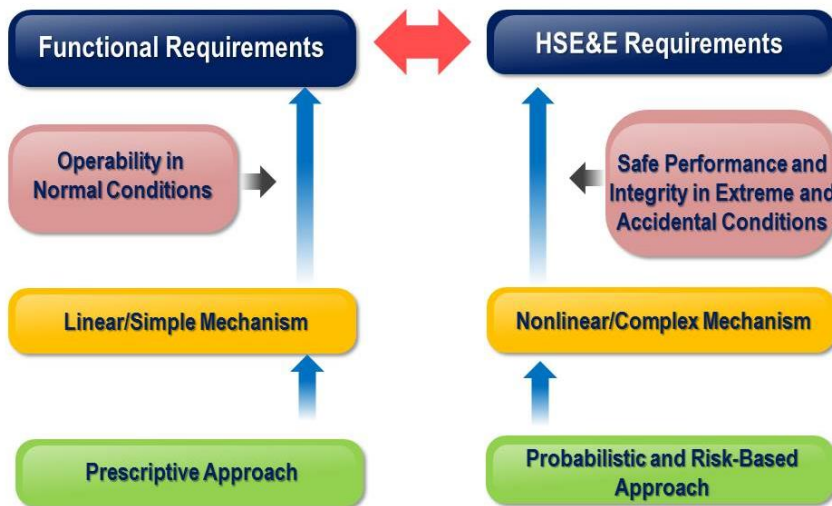 Functional Requirements
HSE&E Requirements
Operability in
Normal Conditions
Safe Performance and
Integrity in Extreme and
Accidental Conditions
Linear/Simple Mechanism
Nonlinear/Complex Mechanism
Prescriptive Approach
Probabilistic and Risk-Based
Approach